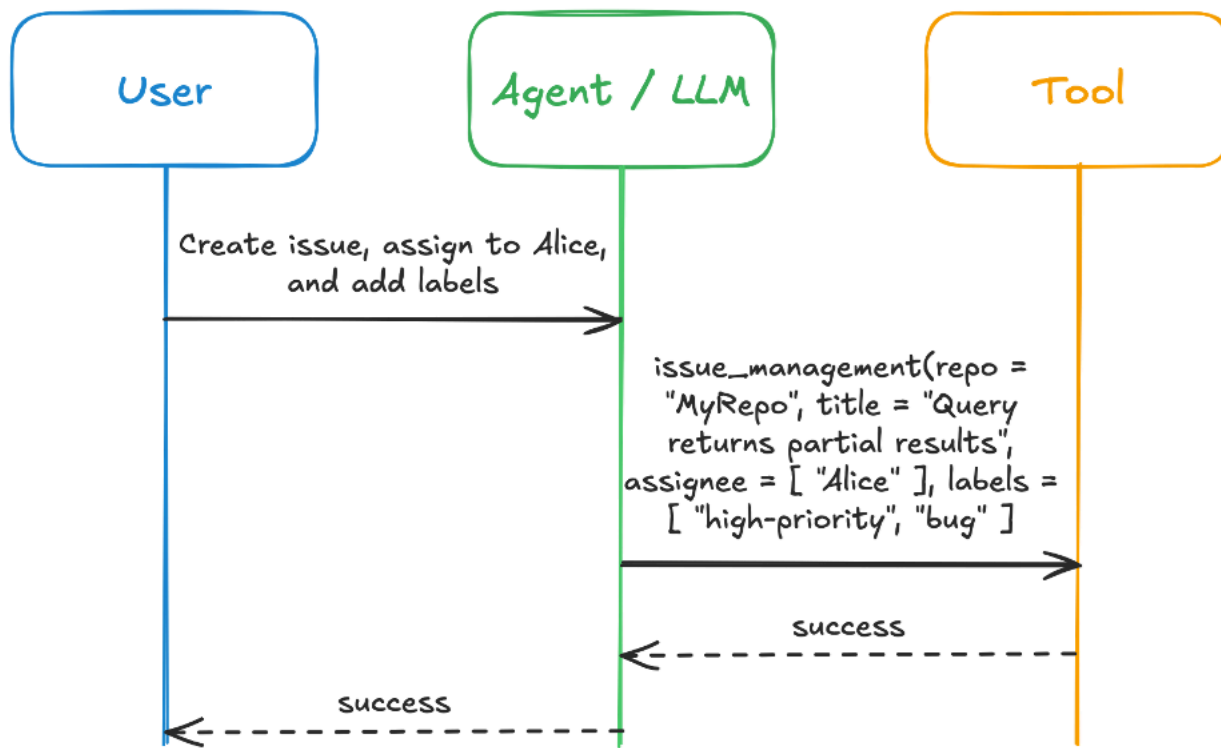 User
Agent / LLM
Tool
Create issue, assign to Alice,
and add labels
issue_management(repo =
"MyRepo", title = "Query
returns partial results",
assignee = [ "Alice" ], labels =
[ "high-priority", "bug" ]
success
success